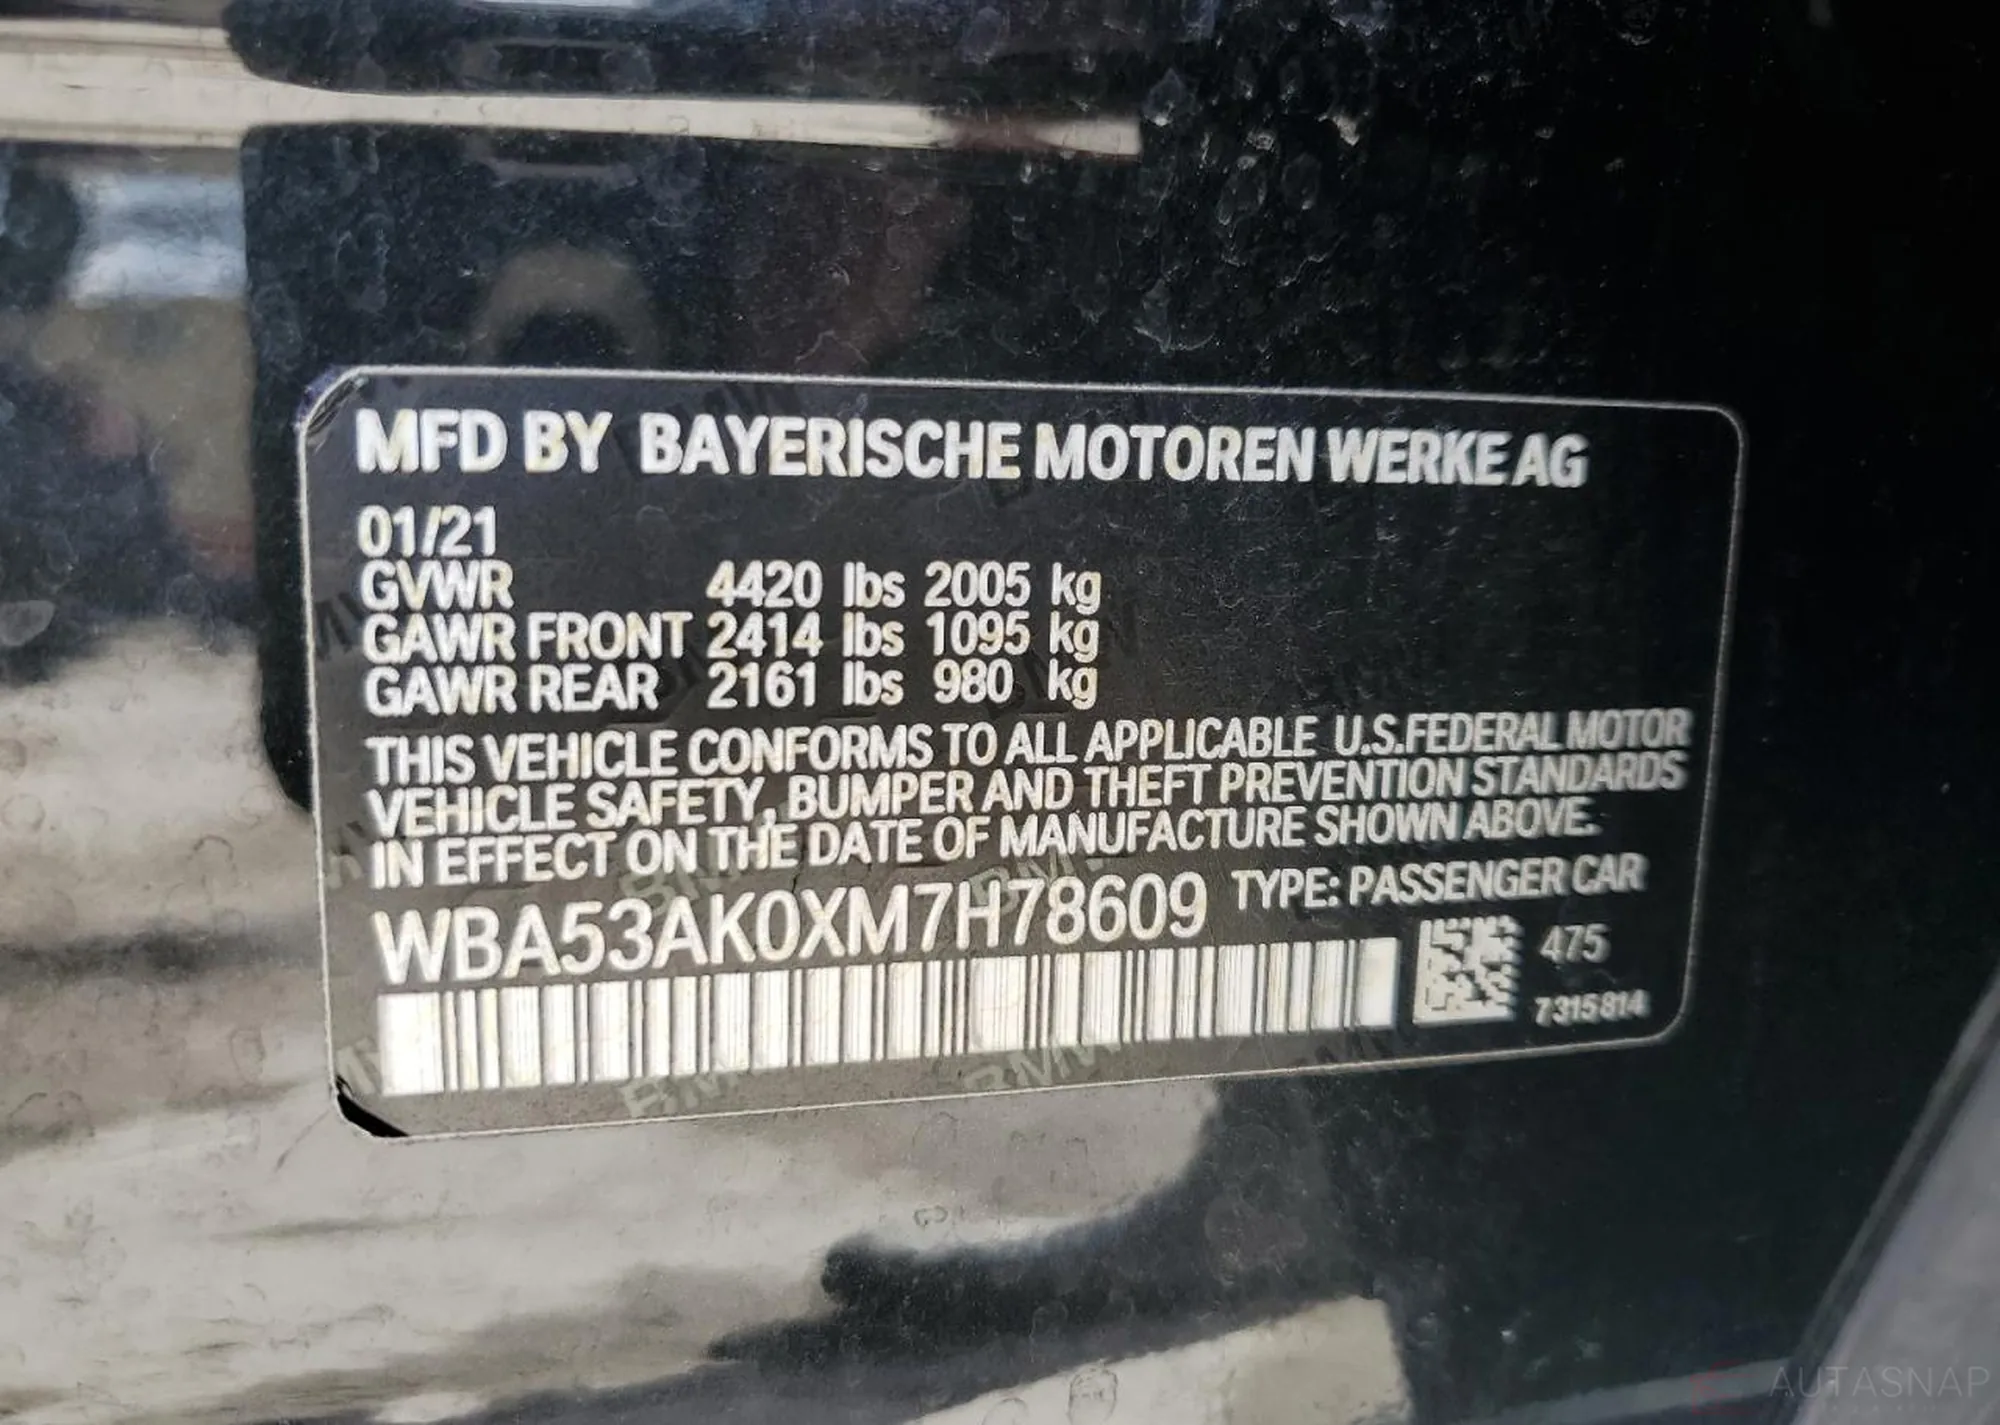 MFD BY BAYERISCHE MOTOREN WERKE AG
01/21
GVWR 4420 lbs 2005 kg
GAWR FRONT 2414 lbs 1095 kg
GAWR REAR 2161 lbs 980 kg
THIS VEHICLE CONFORMS TO ALL APPLICABLE U.S.FEDERAL MOTOR
VEHICLE SAFETY, BUMPER AND THEFT PREVENTION STANDARDS
IN EFFECT ON THE DATE OF MANUFACTURE SHOWN ABOVE.
WBA53AK0XM7H78609 TYPE: PASSENGER CAR
475
7315814
AUTASNAP